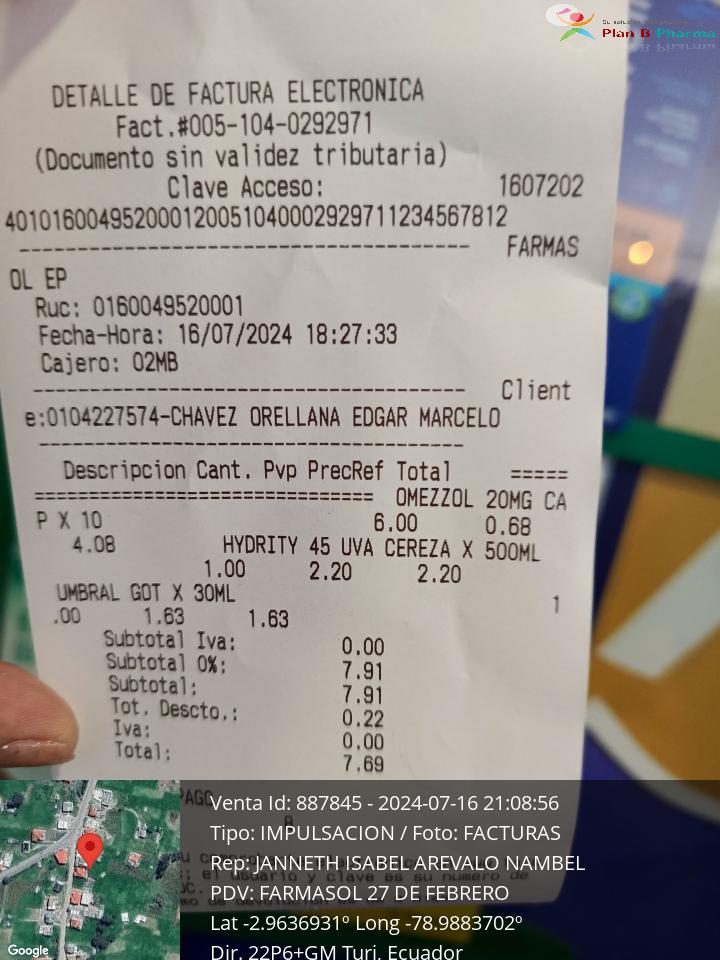 Plan B Pharma
DETALLE DE FACTURA ELECTRONICA
Fact.#005-104-0292971
(Documento sin validez tributaria)
Clave Acceso: 1607202
401016004952000120051040002929711234567812
FARMAS
OL EP
Ruc: 0160049520001
Fecha-Hora: 16/07/2024 18:27:33
Cajero: 02MB
Client
e:0104227574-CHAVEZ ORELLANA EDGAR MARCELO
Descripcion Cant. Pvp PrecRef Total =====
================================ OMEZZOL 20MG CA
P X 10 6.00 0.68
4.08 HYDRITY 45 UVA CEREZA X 500ML
1.00 2.20 2.20
UMBRAL GOT X 30ML 1
.00 1.63 1.63
Subtotal Iva: 0.00
Subtotal 0%: 7.91
Subtotal: 7.91
Tot. Descto.: 0.22
Iva: 0.00
Total: 7.69
Venta Id: 887845 - 2024-07-16 21:08:56
Tipo: IMPULSACION / Foto: FACTURAS
Rep: JANNETH ISABEL AREVALO NAMBEL
PDV: FARMASOL 27 DE FEBRERO
Lat -2.9636931º Long -78.9883702º
Dir. 22P6+GM Turi, Ecuador
Google